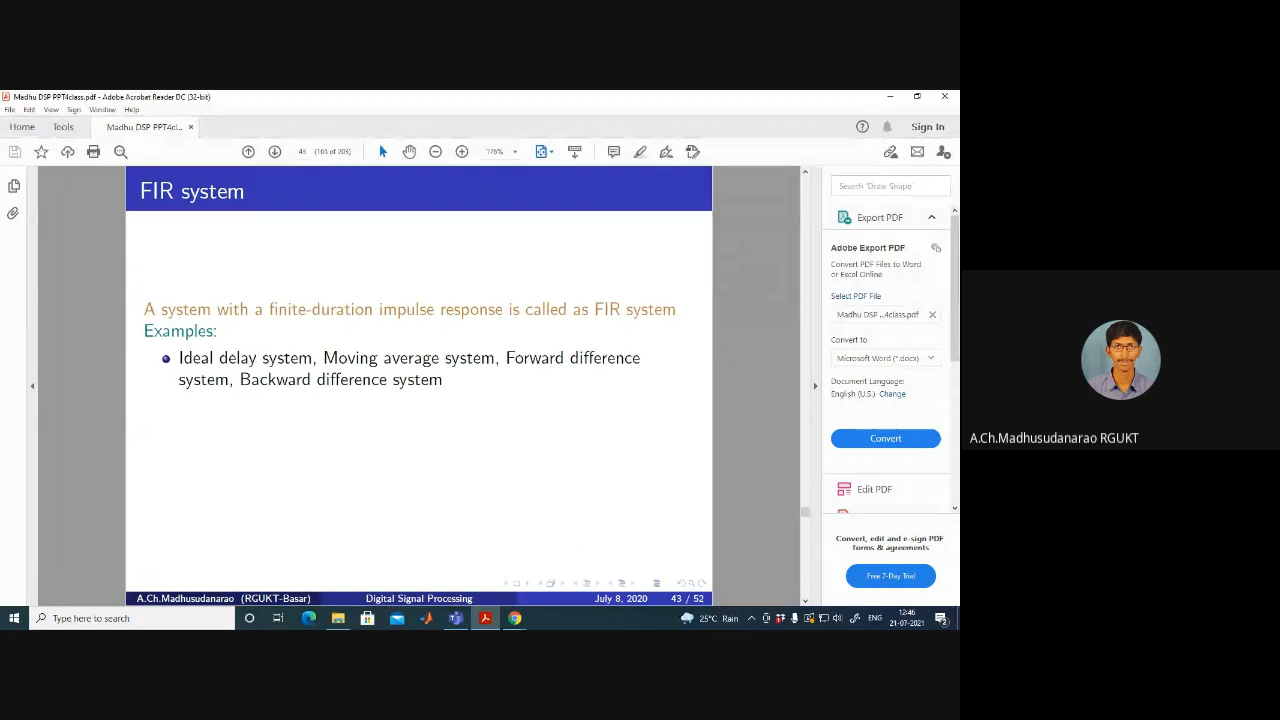 Madhu DSP PPT4class.pdf - Adobe Acrobat Reader DC (32-bit)
File Edit View Sign Window Help
Home Tools Madhu DSP PPT4cl... × Sign In
43 (165 of 203) 176%
FIR system
A system with a finite-duration impulse response is called as FIR system
Examples:
Ideal delay system, Moving average system, Forward difference
system, Backward difference system
A.Ch.Madhusudanarao (RGUKT-Basar) Digital Signal Processing July 8, 2020 43 / 52
Search 'Draw Shape'
Export PDF
Adobe Export PDF
Convert PDF Files to Word
or Excel Online
Select PDF File
Madhu DSP ...4class.pdf
Convert to
Microsoft Word (*.docx)
Document Language:
English (U.S.) Change
Convert
Edit PDF
Convert, edit and e-sign PDF
forms & agreements
Free 7-Day Trial
A.Ch.Madhusudanarao RGUKT
Type here to search
25°C Rain
ENG
12:46
21-07-2021
2